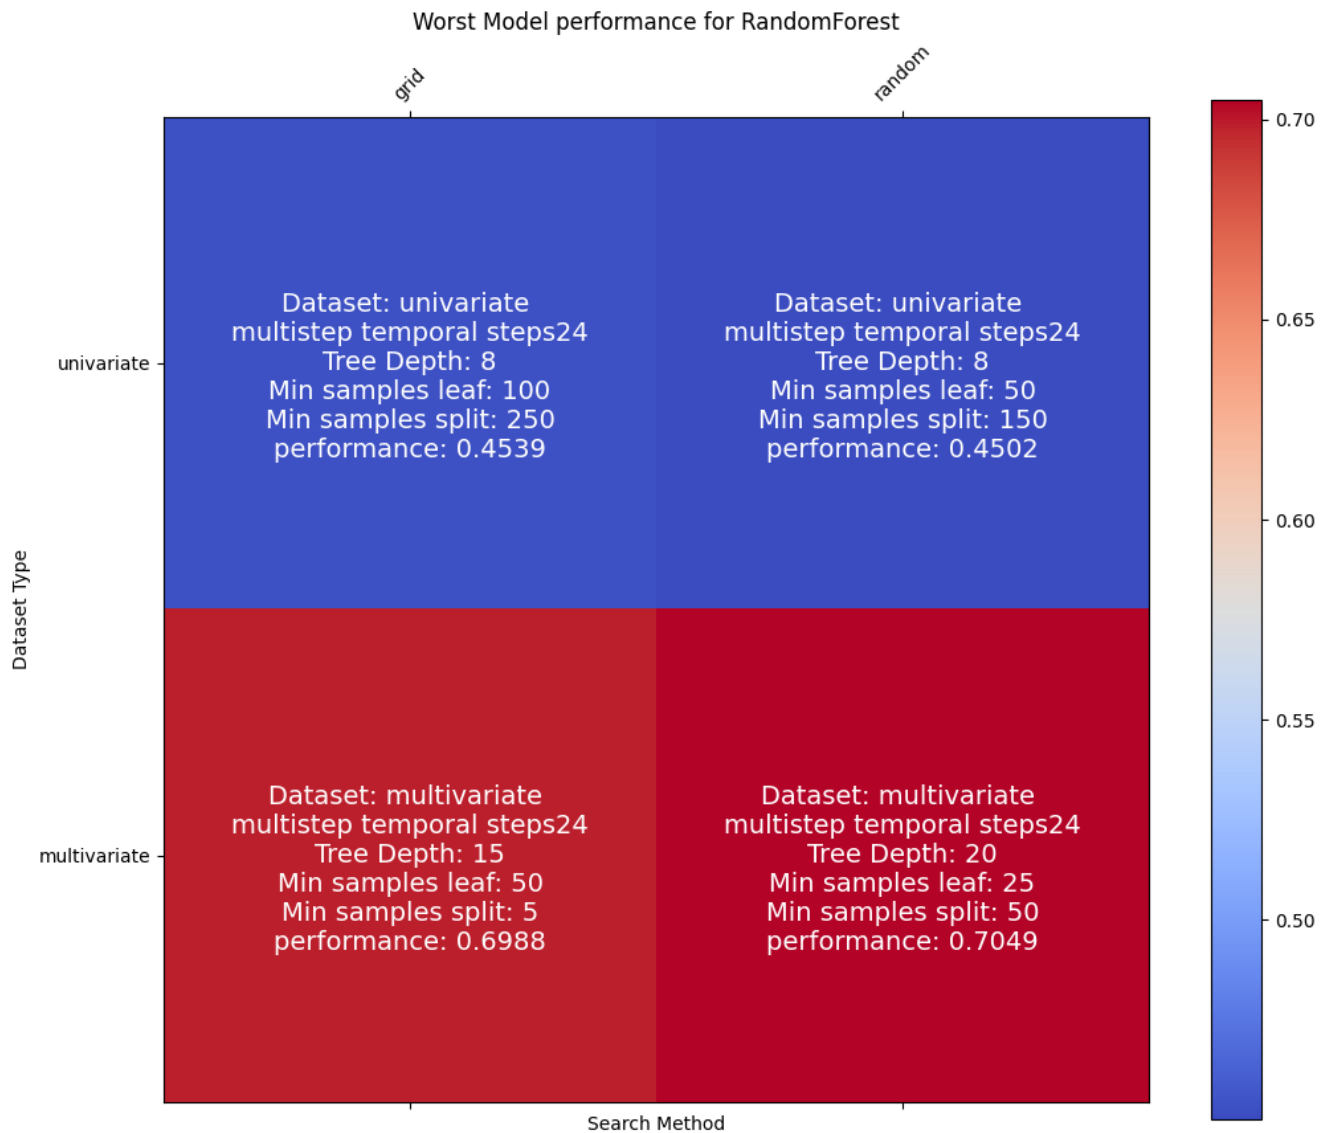 Worst Model performance for RandomForest
grid
random
Dataset: univariate
multistep temporal steps24
Tree Depth: 8
Min samples leaf: 100
Min samples split: 250
performance: 0.4539
Dataset: univariate
multistep temporal steps24
Tree Depth: 8
Min samples leaf: 50
Min samples split: 150
performance: 0.4502
Dataset: multivariate
multistep temporal steps24
Tree Depth: 15
Min samples leaf: 50
Min samples split: 5
performance: 0.6988
Dataset: multivariate
multistep temporal steps24
Tree Depth: 20
Min samples leaf: 25
Min samples split: 50
performance: 0.7049
univariate
multivariate
Dataset Type
Search Method
0.70
0.65
0.60
0.55
0.50